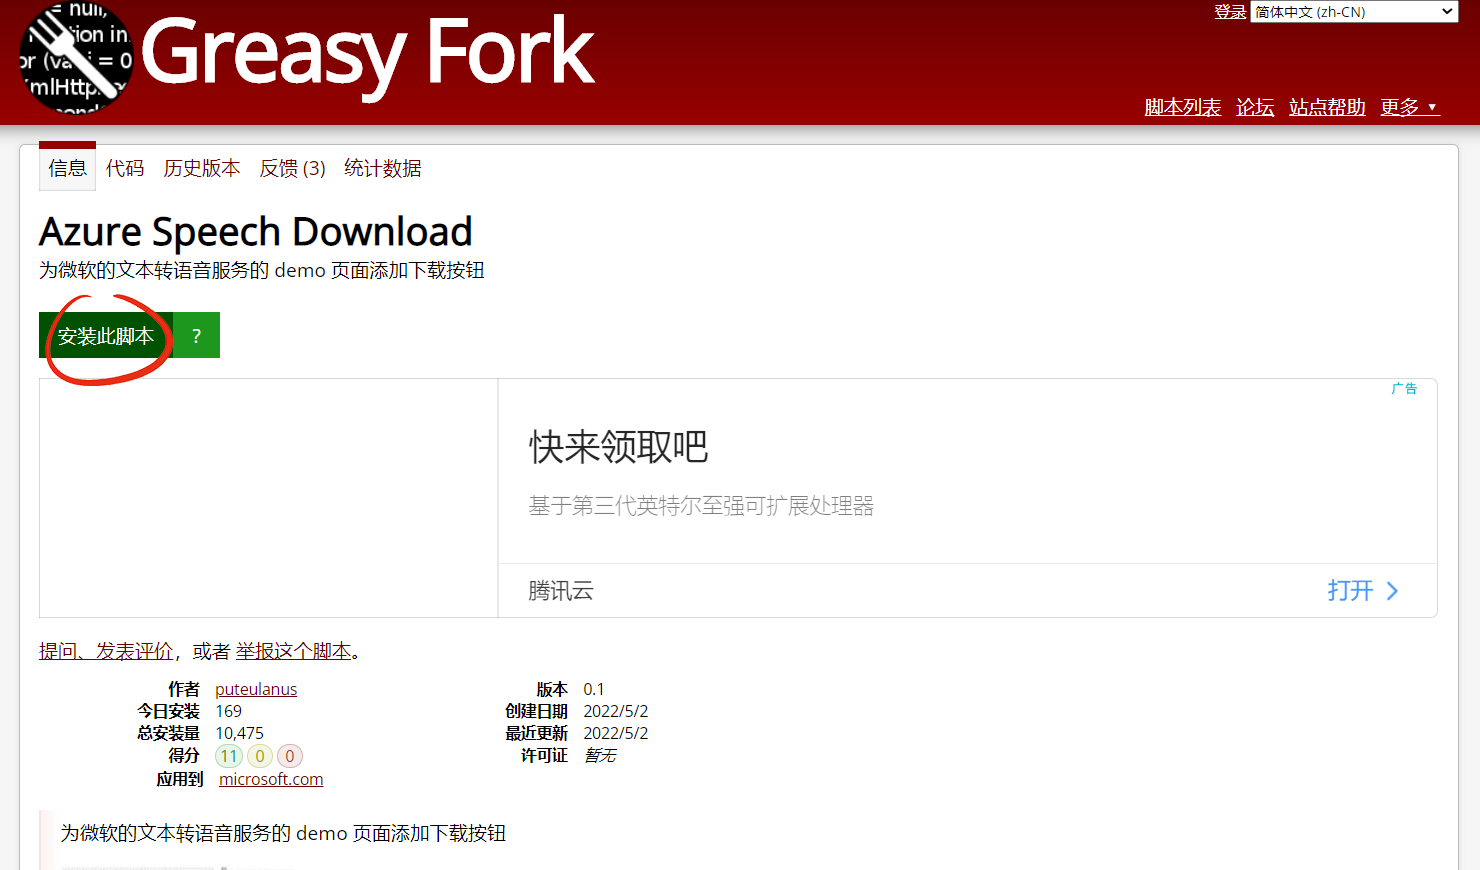 = null,
tion in
or (va i = 0
mlHttp
登录 简体中文 (zh-CN)
Greasy Fork
脚本列表 论坛 站点帮助 更多 ▼
信息 代码 历史版本 反馈 (3) 统计数据
Azure Speech Download
为微软的文本转语音服务的 demo 页面添加下载按钮
安装此脚本 ?
广告
快来领取吧
基于第三代英特尔至强可扩展处理器
腾讯云 打开
提问、发表评价，或者 举报这个脚本。
作者 puteulanus 版本 0.1
今日安装 169 创建日期 2022/5/2
总安装量 10,475 最近更新 2022/5/2
得分 11 0 0 许可证 暂无
应用到 microsoft.com
为微软的文本转语音服务的 demo 页面添加下载按钮